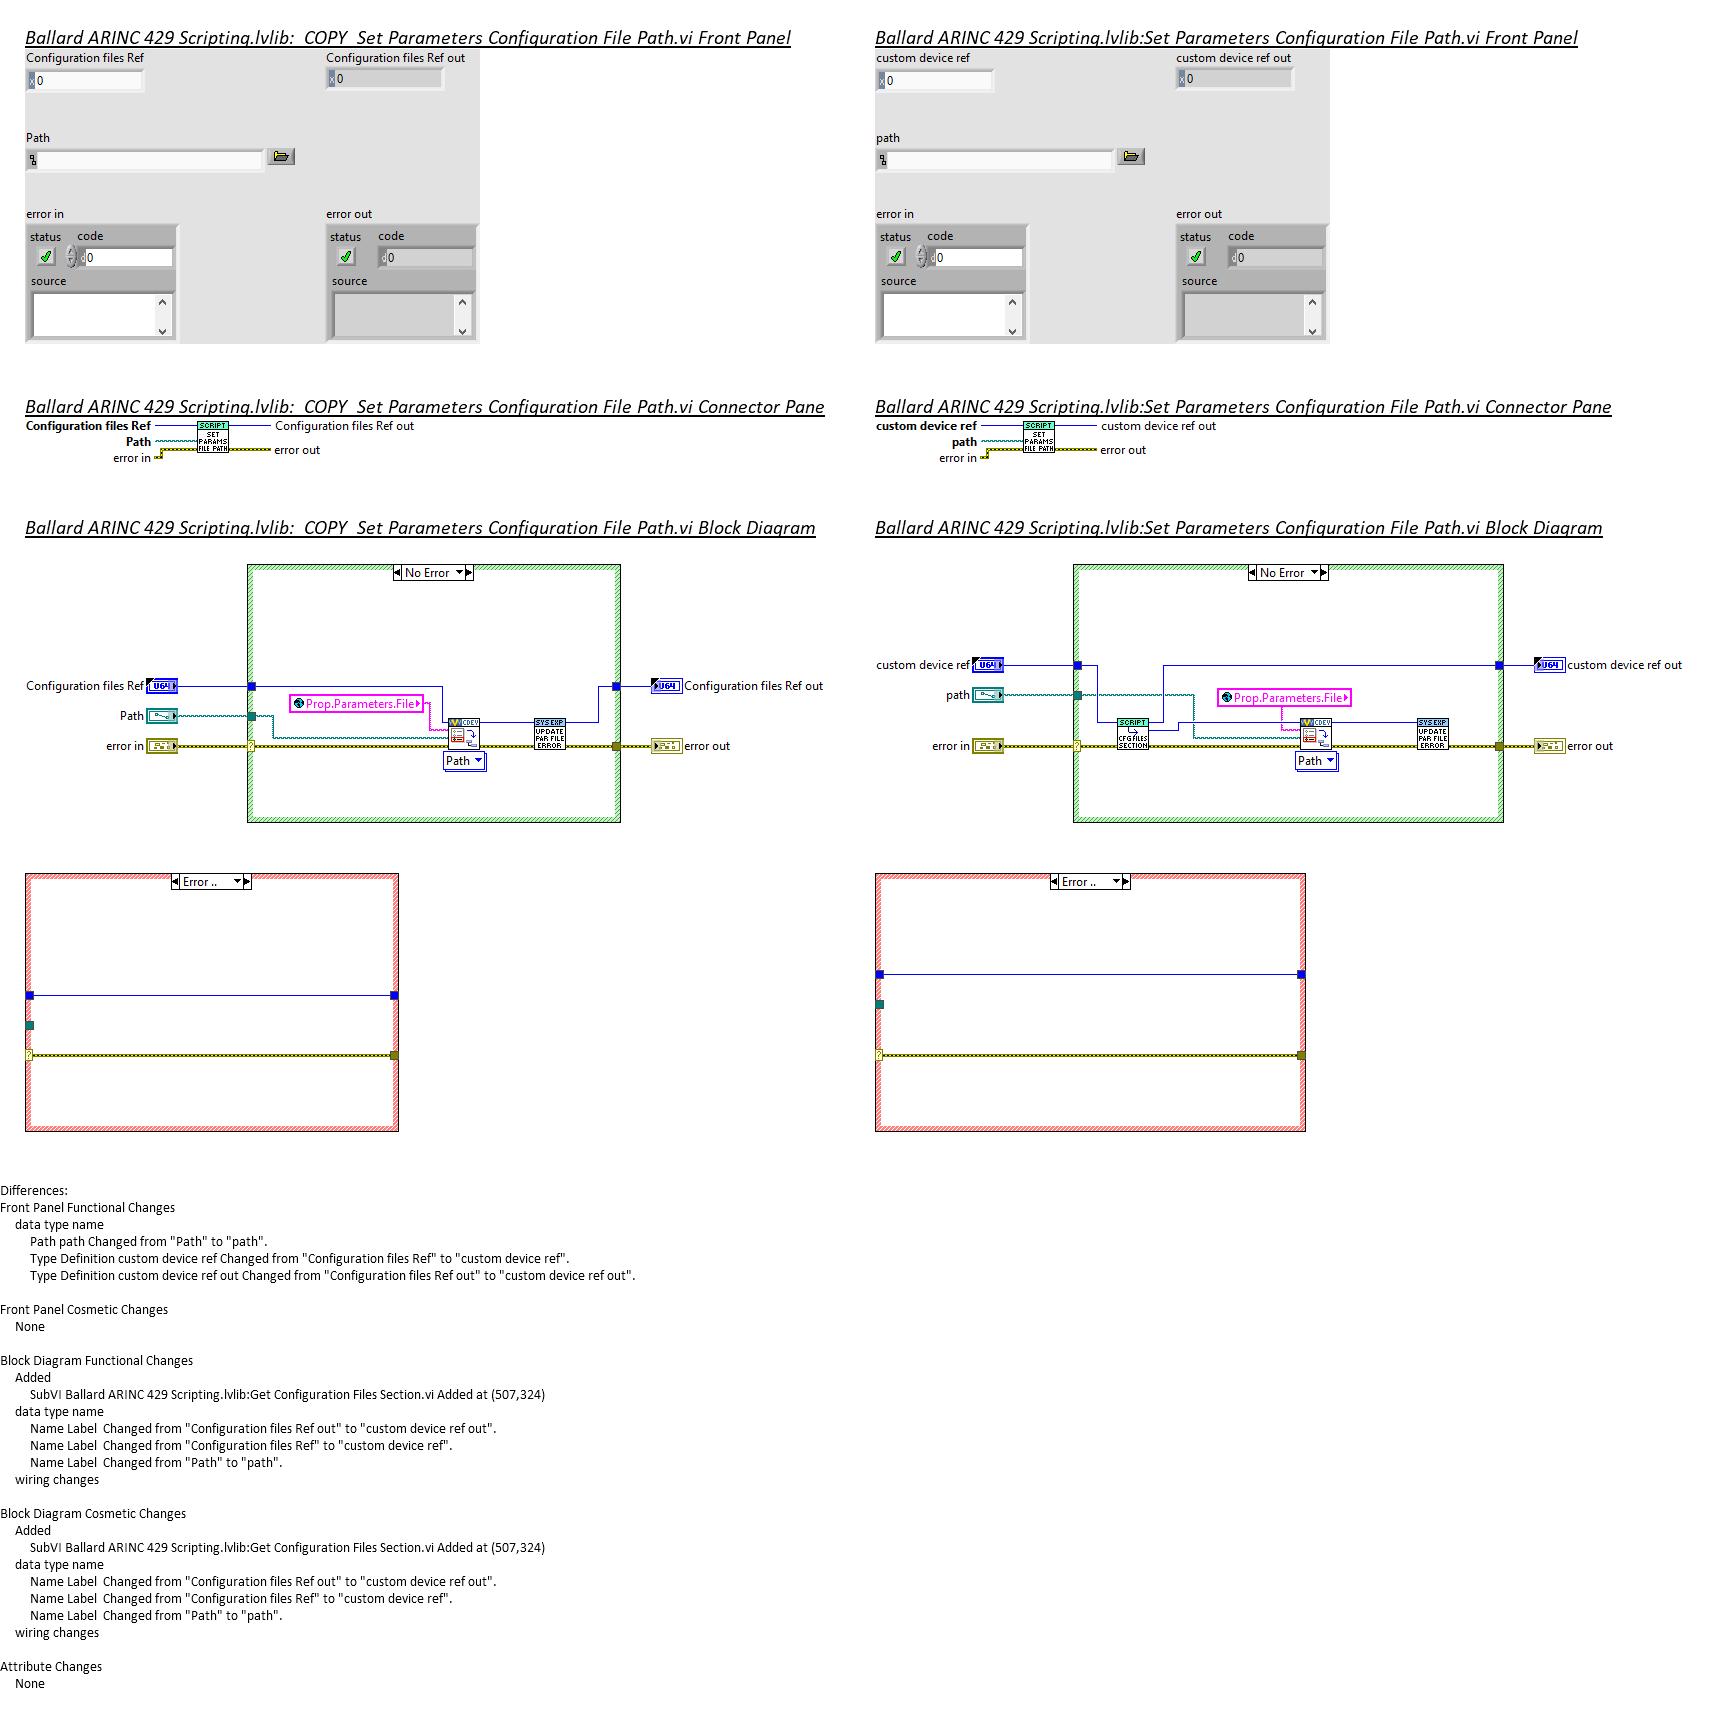 Ballard ARINC 429 Scripting.lvlib:  COPY  Set Parameters Configuration File Path.vi Front Panel
Configuration files Ref
Configuration files Ref out
0
0
Path
error in
error out
status
code
status
code
0
0
source
Ballard ARINC 429 Scripting.lvlib:Set Parameters Configuration File Path.vi Front Panel
custom device ref
custom device ref out
0
0
path
error in
error out
status
code
status
code
0
0
source
Ballard ARINC 429 Scripting.lvlib:  COPY  Set Parameters Configuration File Path.vi Connector Pane
Configuration files Ref
Path
error in
SCRIPT
SET
PARAMS
FILE PATH
Configuration files Ref out
error out
Ballard ARINC 429 Scripting.lvlib:Set Parameters Configuration File Path.vi Connector Pane
custom device ref
path
error in
SCRIPT
SET
PARAMS
FILE PATH
custom device ref out
error out
Ballard ARINC 429 Scripting.lvlib:  COPY  Set Parameters Configuration File Path.vi Block Diagram
No Error
Configuration files Ref
U64
Path
error in
Prop.Parameters.File
CDEV
Path
SYS EXP
UPDATE
PAR FILE
ERROR
U64
Configuration files Ref out
error out
?
Ballard ARINC 429 Scripting.lvlib:Set Parameters Configuration File Path.vi Block Diagram
No Error
custom device ref
U64
path
error in
SCRIPT
CFG FILES
SECTION
Prop.Parameters.File
CDEV
Path
SYS EXP
UPDATE
PAR FILE
ERROR
U64
custom device ref out
error out
?
Error ..
?
Error ..
?
Differences:
Front Panel Functional Changes
data type name
Path path Changed from "Path" to "path".
Type Definition custom device ref Changed from "Configuration files Ref" to "custom device ref".
Type Definition custom device ref out Changed from "Configuration files Ref out" to "custom device ref out".
Front Panel Cosmetic Changes
None
Block Diagram Functional Changes
Added
SubVI Ballard ARINC 429 Scripting.lvlib:Get Configuration Files Section.vi Added at (507,324)
data type name
Name Label  Changed from "Configuration files Ref out" to "custom device ref out".
Name Label  Changed from "Configuration files Ref" to "custom device ref".
Name Label  Changed from "Path" to "path".
wiring changes
Block Diagram Cosmetic Changes
Added
SubVI Ballard ARINC 429 Scripting.lvlib:Get Configuration Files Section.vi Added at (507,324)
data type name
Name Label  Changed from "Configuration files Ref out" to "custom device ref out".
Name Label  Changed from "Configuration files Ref" to "custom device ref".
Name Label  Changed from "Path" to "path".
wiring changes
Attribute Changes
None